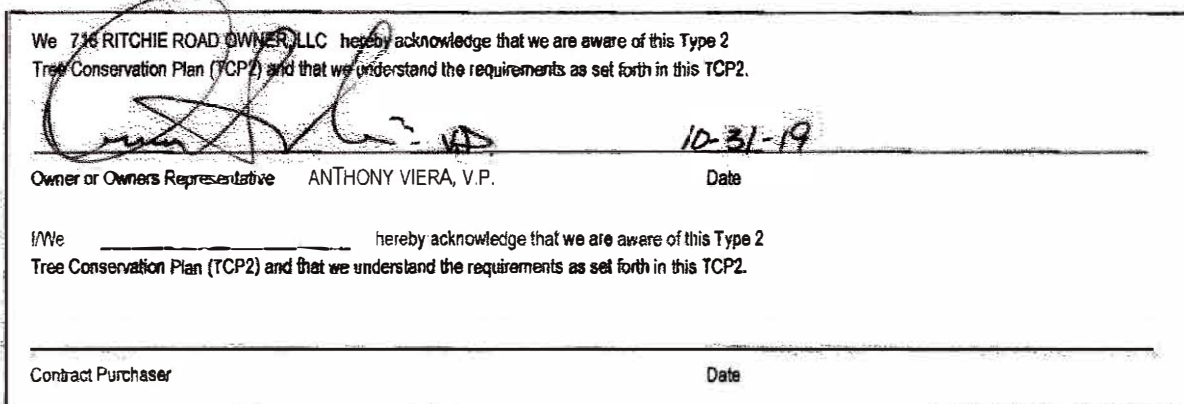 We 716 RITCHIE ROAD OWNER, LLC hereby acknowledge that we are aware of this Type 2
Tree Conservation Plan (TCP2) and that we understand the requirements as set forth in this TCP2.
V.P. 10-31-19
Owner or Owners Representative ANTHONY VIERA, V.P. Date
I/We hereby acknowledge that we are aware of this Type 2
Tree Conservation Plan (TCP2) and that we understand the requirements as set forth in this TCP2.
Contract Purchaser Date